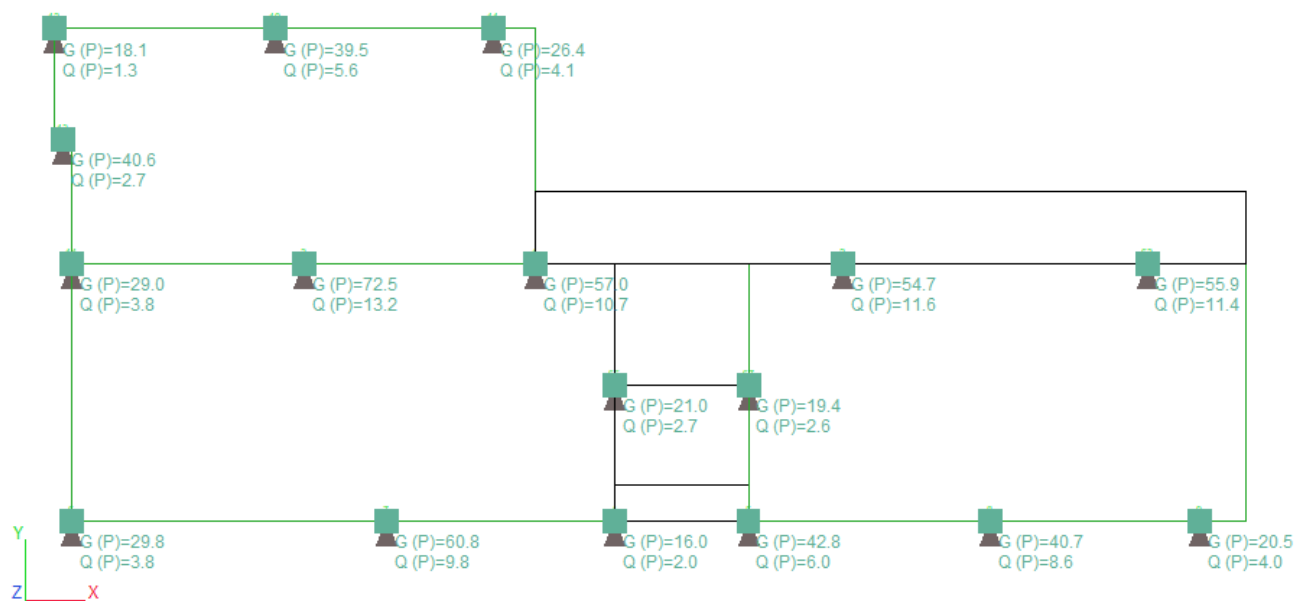 G (P)=18.1
Q (P)=1.3
G (P)=39.5
Q (P)=5.6
G (P)=26.4
Q (P)=4.1
G (P)=40.6
Q (P)=2.7
G (P)=29.0
Q (P)=3.8
G (P)=72.5
Q (P)=13.2
G (P)=57.0
Q (P)=10.7
G (P)=54.7
Q (P)=11.6
G (P)=55.9
Q (P)=11.4
G (P)=21.0
Q (P)=2.7
G (P)=19.4
Q (P)=2.6
G (P)=29.8
Q (P)=3.8
G (P)=60.8
Q (P)=9.8
G (P)=16.0
Q (P)=2.0
G (P)=42.8
Q (P)=6.0
G (P)=40.7
Q (P)=8.6
G (P)=20.5
Q (P)=4.0
Y
Z
X